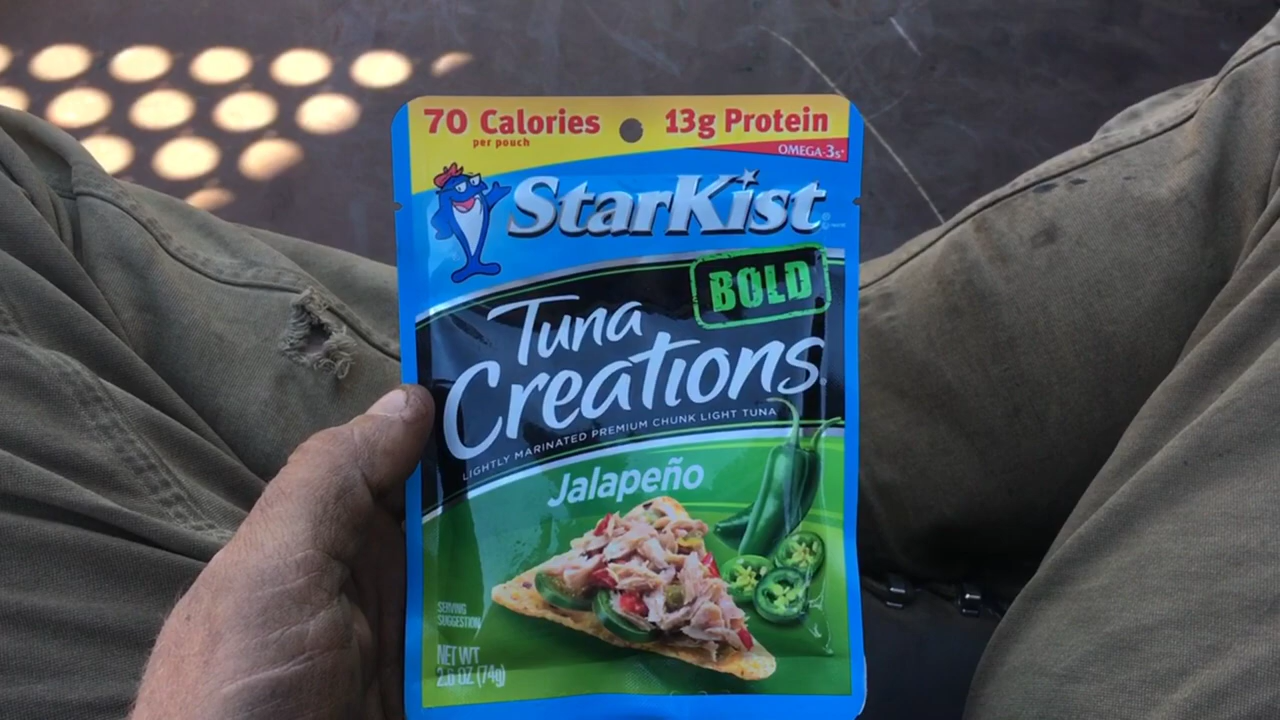 70 Calories
per pouch
13g Protein
OMEGA-3s*
StarKist
BOLD
Tuna
Creations
LIGHTLY MARINATED PREMIUM CHUNK LIGHT TUNA
Jalapeño
SERVING
SUGGESTION
NET WT
2.6 OZ (74g)